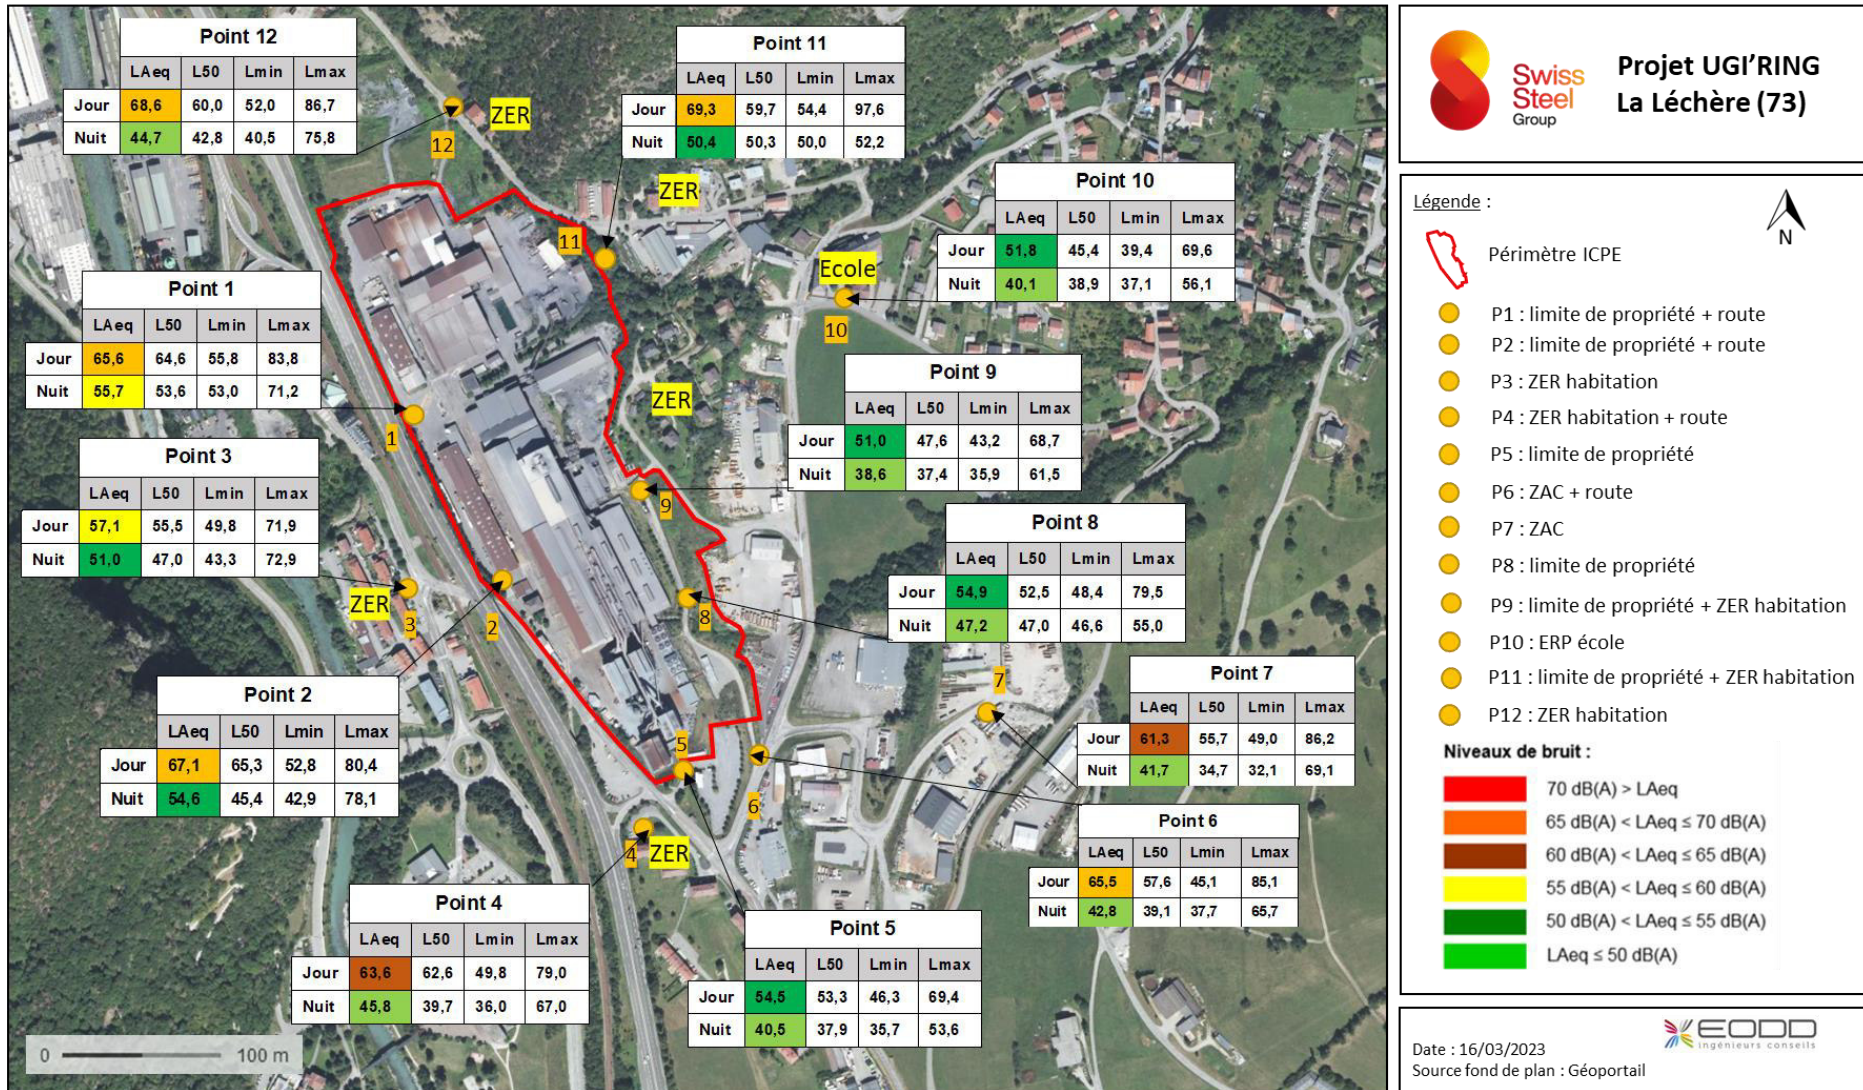 Point 12
LAeq L50 Lmin Lmax
Jour 68,6 60,0 52,0 86,7
Nuit 44,7 42,8 40,5 75,8
Point 11
LAeq L50 Lmin Lmax
Jour 69,3 59,7 54,4 97,6
Nuit 50,4 50,3 50,0 52,2
ZER
12
ZER
Point 10
LAeq L50 Lmin Lmax
Jour 51,8 45,4 39,4 69,6
Nuit 40,1 38,9 37,1 56,1
11
Ecole
10
Point 1
LAeq L50 Lmin Lmax
Jour 65,6 64,6 55,8 83,8
Nuit 55,7 53,6 53,0 71,2
1
ZER
Point 9
LAeq L50 Lmin Lmax
Jour 51,0 47,6 43,2 68,7
Nuit 38,6 37,4 35,9 61,5
9
Point 3
LAeq L50 Lmin Lmax
Jour 57,1 55,5 49,8 71,9
Nuit 51,0 47,0 43,3 72,9
ZER
3
2
8
Point 8
LAeq L50 Lmin Lmax
Jour 54,9 52,5 48,4 79,5
Nuit 47,2 47,0 46,6 55,0
Point 2
LAeq L50 Lmin Lmax
Jour 67,1 65,3 52,8 80,4
Nuit 54,6 45,4 42,9 78,1
7
Point 7
LAeq L50 Lmin Lmax
Jour 61,3 55,7 49,0 86,2
Nuit 41,7 34,7 32,1 69,1
5
6
4
ZER
Point 6
LAeq L50 Lmin Lmax
Jour 65,5 57,6 45,1 85,1
Nuit 42,8 39,1 37,7 65,7
Point 4
LAeq L50 Lmin Lmax
Jour 63,6 62,6 49,8 79,0
Nuit 45,8 39,7 36,0 67,0
Point 5
LAeq L50 Lmin Lmax
Jour 54,5 53,3 46,3 69,4
Nuit 40,5 37,9 35,7 53,6
0 100 m
Swiss
Steel
Group
Projet UGI'RING
La Léchère (73)
Légende :
N
Périmètre ICPE
P1 : limite de propriété + route
P2 : limite de propriété + route
P3 : ZER habitation
P4 : ZER habitation + route
P5 : limite de propriété
P6 : ZAC + route
P7 : ZAC
P8 : limite de propriété
P9 : limite de propriété + ZER habitation
P10 : ERP école
P11 : limite de propriété + ZER habitation
P12 : ZER habitation
Niveaux de bruit :
70 dB(A) > LAeq
65 dB(A) < LAeq ≤ 70 dB(A)
60 dB(A) < LAeq ≤ 65 dB(A)
55 dB(A) < LAeq ≤ 60 dB(A)
50 dB(A) < LAeq ≤ 55 dB(A)
LAeq ≤ 50 dB(A)
EODD
ingénieurs conseils
Date : 16/03/2023
Source fond de plan : Géoportail